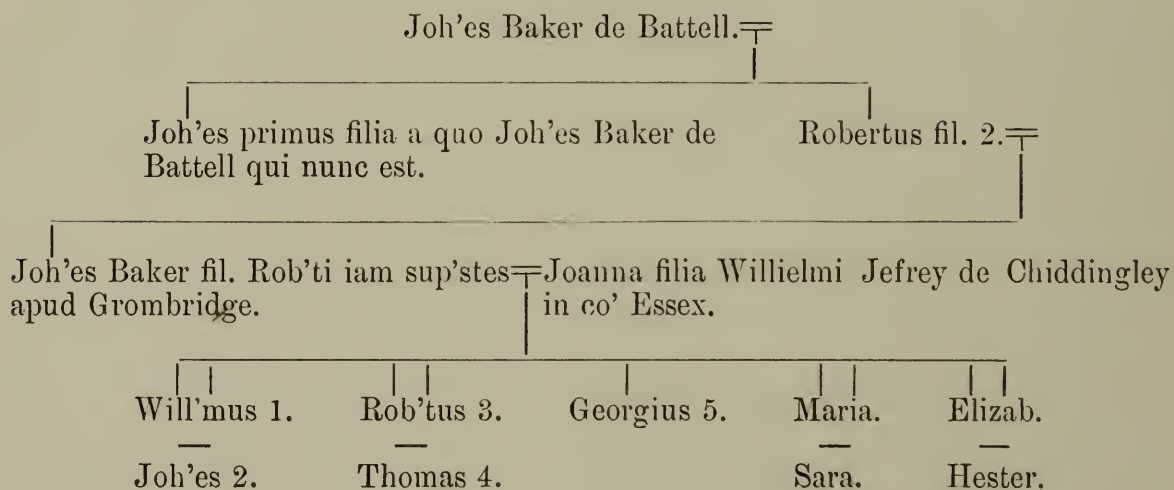 Joh'es Baker de Battell.
Joh'es primus filia a quo Joh'es Baker de
Battell qui nunc est.
Robertus fil. 2.
Joh'es Baker fil. Rob'ti iam sup'stes
apud Grombridge.
Joanna filia Willielmi Jefrey de Chiddingley
in co' Essex.
Will'mus 1. Rob'tus 3. Georgius 5. Maria. Elizab.
Joh'es 2. Thomas 4. Sara. Hester.